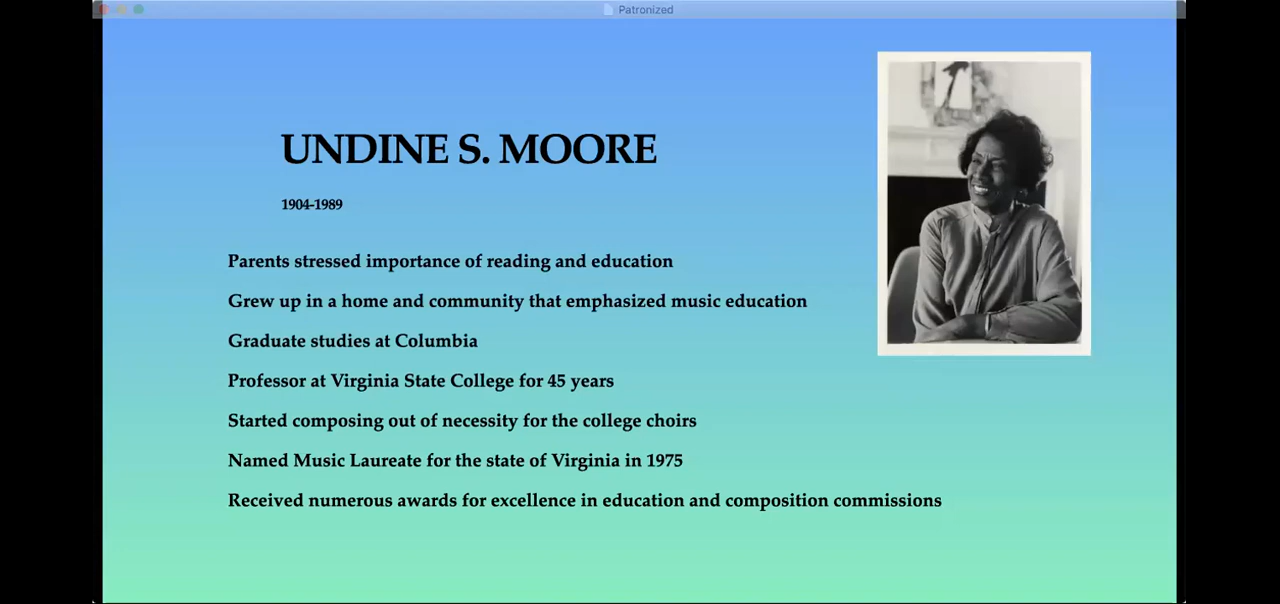 Patronized
UNDINE S. MOORE
1904-1989
Parents stressed importance of reading and education
Grew up in a home and community that emphasized music education
Graduate studies at Columbia
Professor at Virginia State College for 45 years
Started composing out of necessity for the college choirs
Named Music Laureate for the state of Virginia in 1975
Received numerous awards for excellence in education and composition commissions